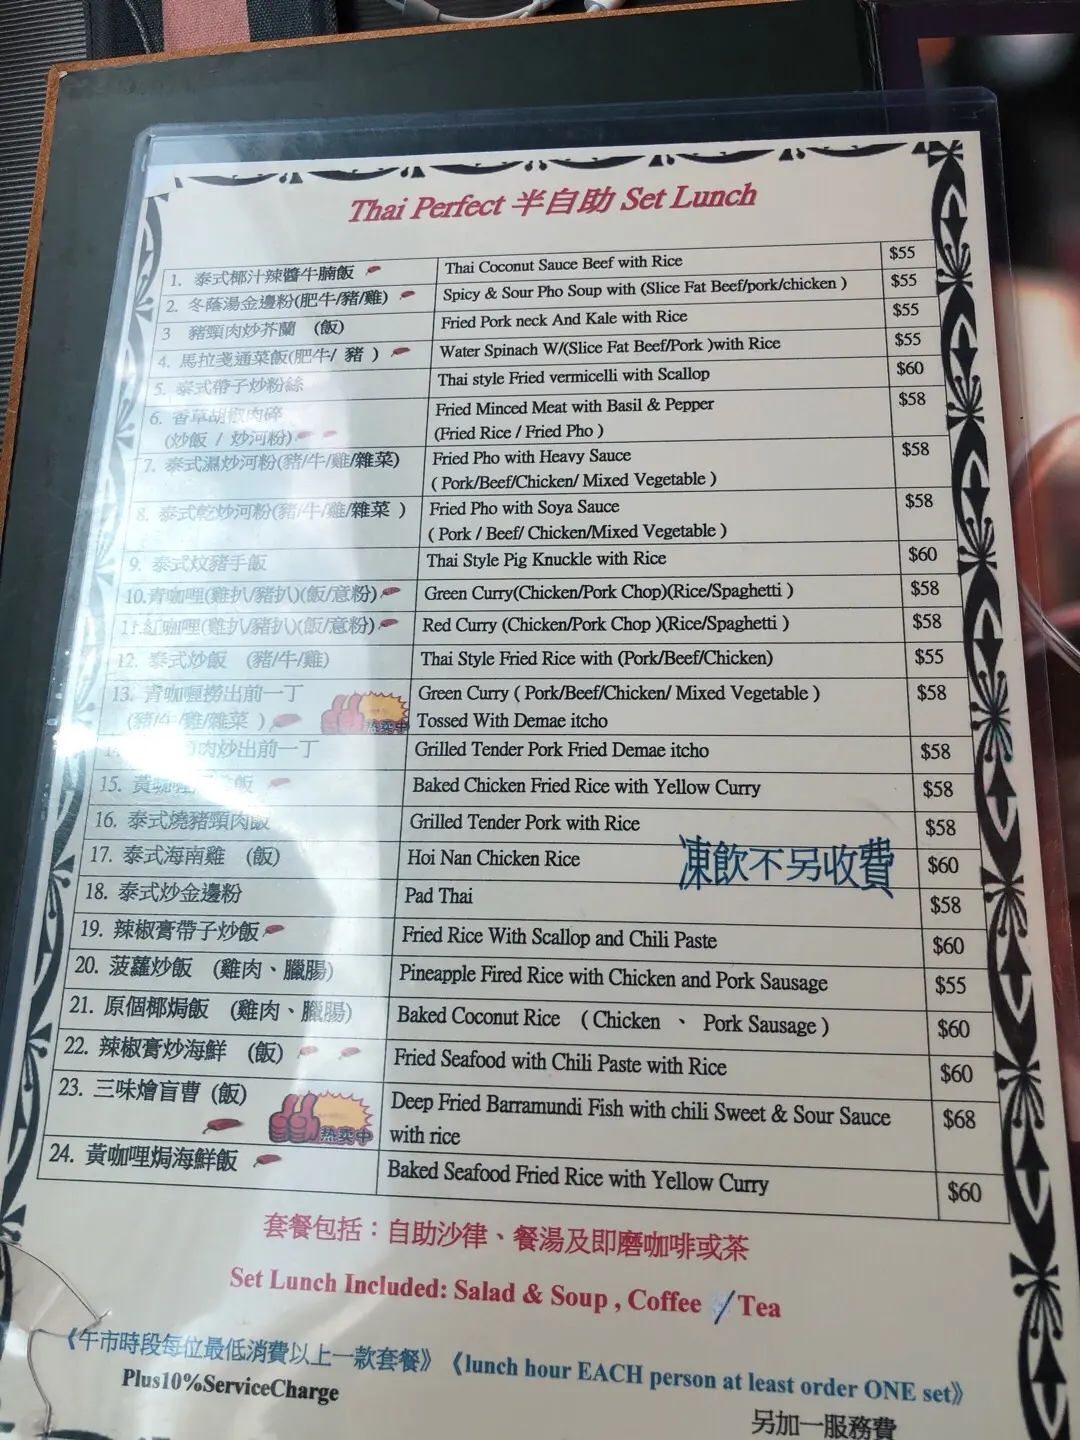 Thai Perfect 半自助 Set Lunch
1. 泰式椰汁辣醬牛腩飯 Thai Coconut Sauce Beef with Rice $55
2. 冬蔭湯金邊粉(肥牛/豬/雞) Spicy & Sour Pho Soup with (Slice Fat Beef/pork/chicken ) $55
3 豬頸肉炒芥蘭 (飯) Fried Pork neck And Kale with Rice $55
4. 馬拉戔通菜飯(肥牛/ 豬 ) Water Spinach W/(Slice Fat Beef/Pork )with Rice $55
5. 泰式帶子炒粉絲 Thai style Fried vermicelli with Scallop $60
6. 香草胡椒肉碎 Fried Minced Meat with Basil & Pepper $58
(炒飯 / 炒河粉) (Fried Rice / Fried Pho )
7. 泰式濕炒河粉(豬/牛/雞/雜菜) Fried Pho with Heavy Sauce $58
( Pork/Beef/Chicken/ Mixed Vegetable )
8. 泰式乾炒河粉(豬/牛/雞/雜菜 ) Fried Pho with Soya Sauce $58
( Pork / Beef/ Chicken/Mixed Vegetable )
9. 泰式炆豬手飯 Thai Style Pig Knuckle with Rice $60
10.青咖喱(雞扒/豬扒)(飯/意粉) Green Curry(Chicken/Pork Chop)(Rice/Spaghetti ) $58
11.紅咖喱(雞扒/豬扒)(飯/意粉) Red Curry (Chicken/Pork Chop )(Rice/Spaghetti ) $58
12. 泰式炒飯 (豬/牛/雞) Thai Style Fried Rice with (Pork/Beef/Chicken) $55
13. 青咖喱撈出前一丁 Green Curry ( Pork/Beef/Chicken/ Mixed Vegetable ) $58
(豬/牛/雞/雜菜 ) 热卖中 Tossed With Demae itcho
肉炒出前一丁 Grilled Tender Pork Fried Demae itcho $58
15. 黃咖喱 飯 Baked Chicken Fried Rice with Yellow Curry $58
16. 泰式燒豬頸肉飯 Grilled Tender Pork with Rice $58
17. 泰式海南雞 (飯) Hoi Nan Chicken Rice $60
凍飲不另收費
18. 泰式炒金邊粉 Pad Thai $58
19. 辣椒膏帶子炒飯 Fried Rice With Scallop and Chili Paste $60
20. 菠蘿炒飯 (雞肉、臘腸) Pineapple Fired Rice with Chicken and Pork Sausage $55
21. 原個椰焗飯 (雞肉、臘腸) Baked Coconut Rice ( Chicken 、 Pork Sausage ) $60
22. 辣椒膏炒海鮮 (飯) Fried Seafood with Chili Paste with Rice $60
23. 三味燴盲曹 (飯) Deep Fried Barramundi Fish with chili Sweet & Sour Sauce $68
热卖中 with rice
24. 黃咖哩焗海鮮飯 Baked Seafood Fried Rice with Yellow Curry $60
套餐包括：自助沙律、餐湯及即磨咖啡或茶
Set Lunch Included: Salad & Soup , Coffee / Tea
《午市時段每位最低消費以上一款套餐》《lunch hour EACH person at least order ONE set》
Plus10%ServiceCharge
另加一服務費